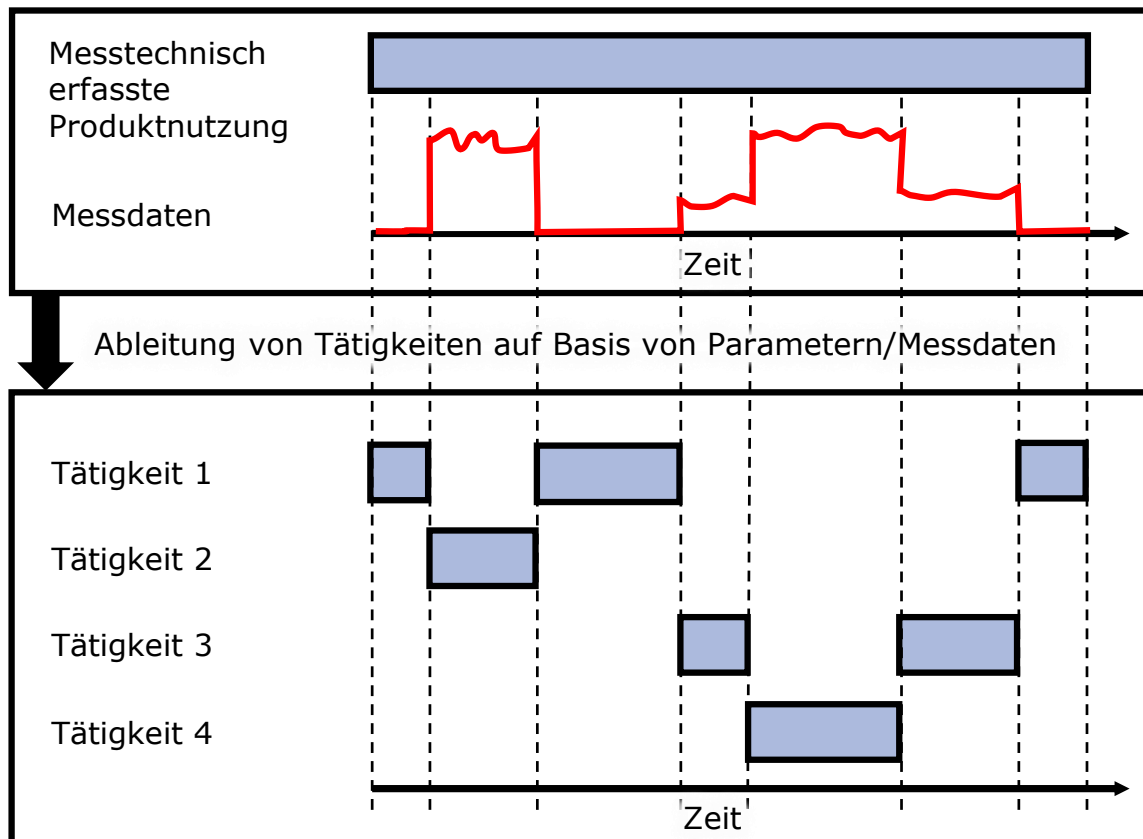 Messtechnisch
erfasste
Produktnutzung
Messdaten
Zeit
Ableitung von Tätigkeiten auf Basis von Parametern/Messdaten
Tätigkeit 1
Tätigkeit 2
Tätigkeit 3
Tätigkeit 4
Zeit